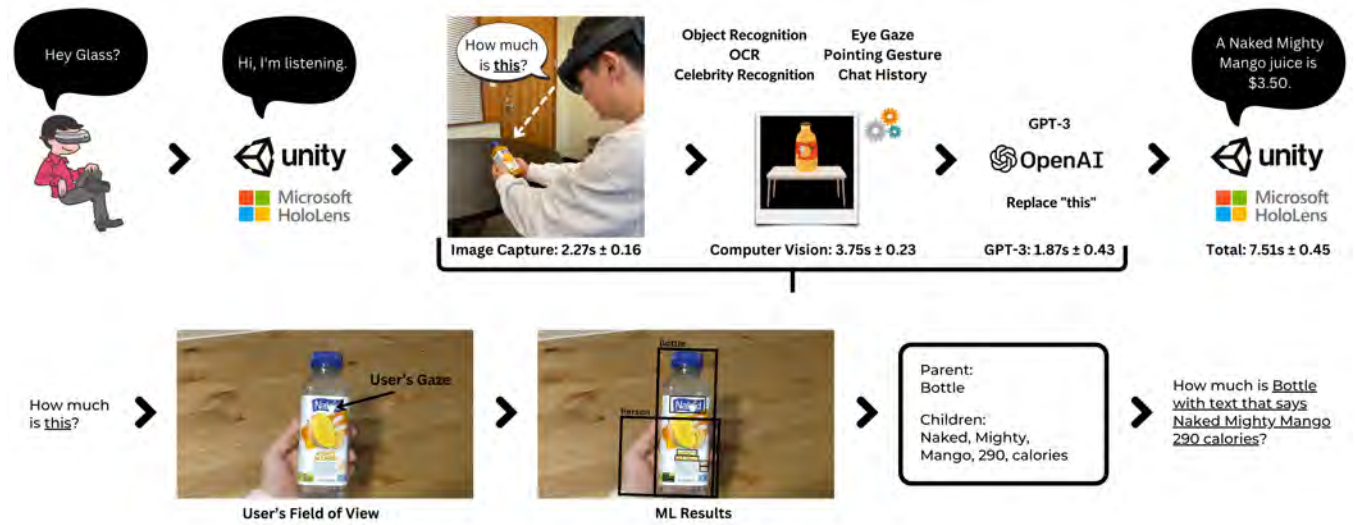 Hey Glass?
Hi, I'm listening.
unity
Microsoft
HoloLens
How much
is this?
Object Recognition
OCR
Celebrity Recognition
Eye Gaze
Pointing Gesture
Chat History
GPT-3
OpenAI
Replace "this"
A Naked Mighty
Mango juice is
$3.50.
unity
Microsoft
HoloLens
Image Capture: 2.27s ± 0.16
Computer Vision: 3.75s ± 0.23
GPT-3: 1.87s ± 0.43
Total: 7.51s ± 0.45
How much
is this?
User's Gaze
Naked
User's Field of View
Bottle
Person
Naked
ML Results
Parent:
Bottle
Children:
Naked, Mighty,
Mango, 290, calories
How much is Bottle
with text that says
Naked Mighty Mango
290 calories?